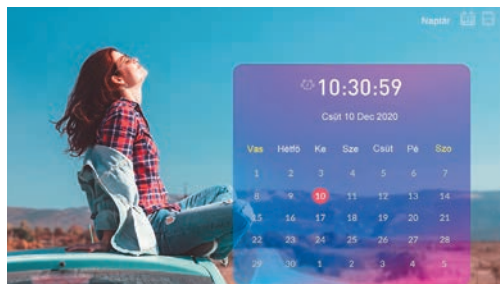 Naptár
10:30:59
Csüt 10 Dec 2020
Vas Hétfő Ke Sze Csüt Pé Szo
1 2 3 4 5 6 7
8 9 10 11 12 13 14
15 16 17 18 19 20 21
22 23 24 25 26 27 28
29 30 1 2 3 4 5